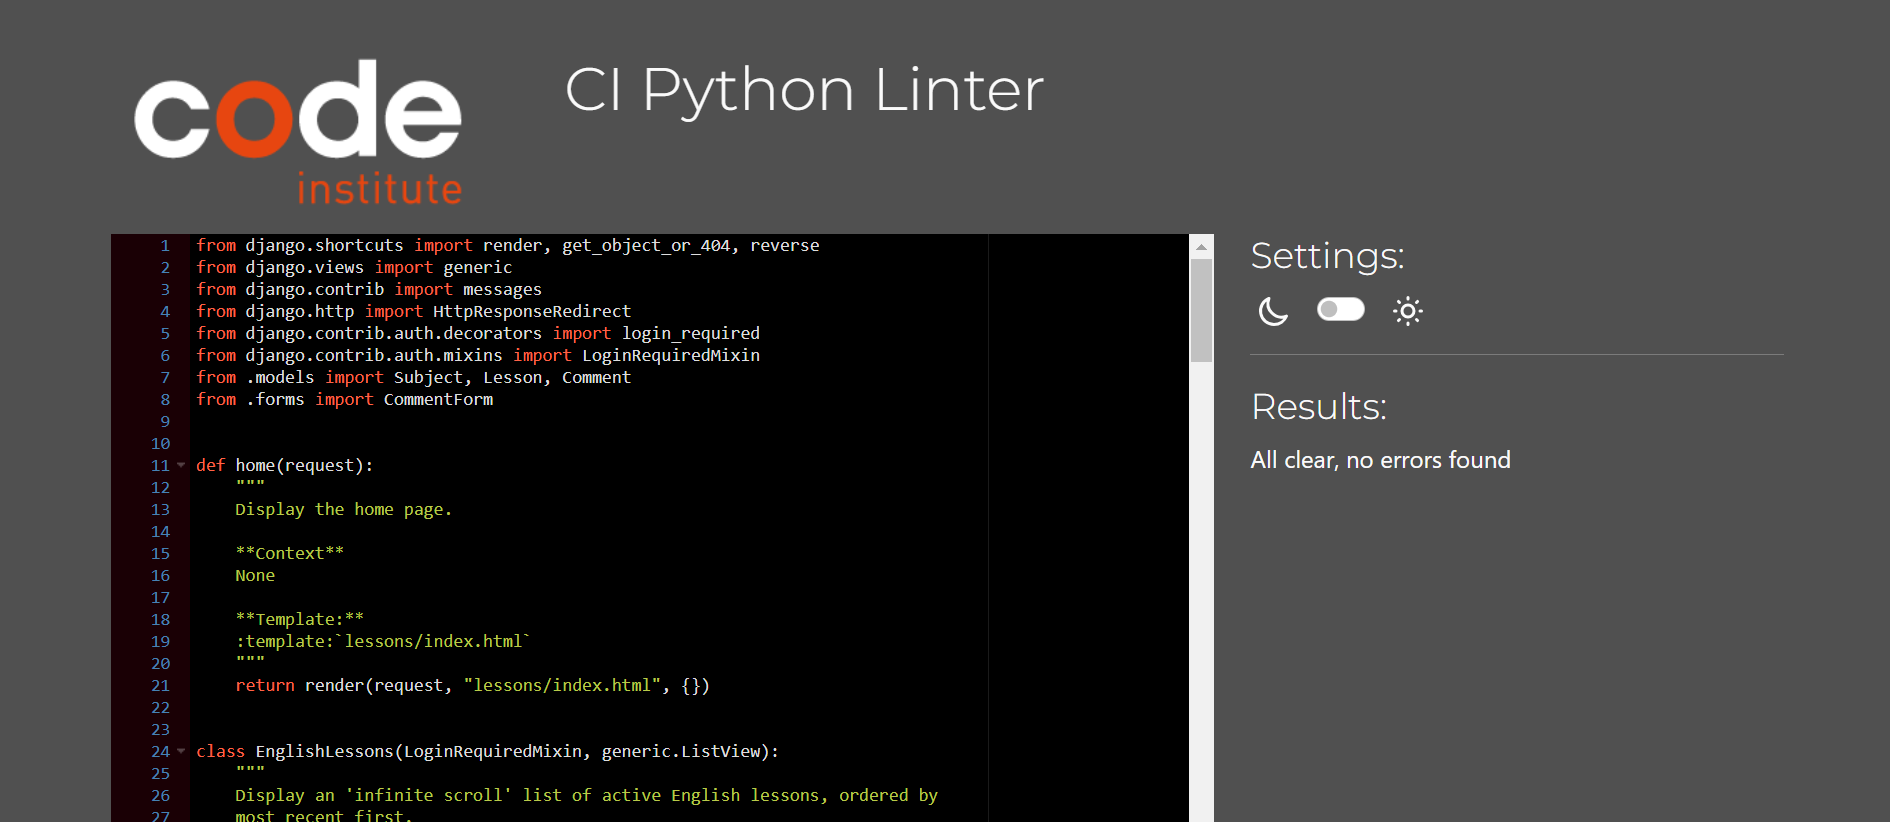 code
institute
CI Python Linter
1 from django.shortcuts import render, get_object_or_404, reverse
2 from django.views import generic
3 from django.contrib import messages
4 from django.http import HttpResponseRedirect
5 from django.contrib.auth.decorators import login_required
6 from django.contrib.auth.mixins import LoginRequiredMixin
7 from .models import Subject, Lesson, Comment
8 from .forms import CommentForm
9
10
11 def home(request):
12     """
13     Display the home page.
14
15     **Context**
16     None
17
18     **Template:**
19     :template:`lessons/index.html`
20     """
21     return render(request, "lessons/index.html", {})
22
23
24 class EnglishLessons(LoginRequiredMixin, generic.ListView):
25     """
26     Display an 'infinite scroll' list of active English lessons, ordered by
27     most recent first.
Settings:
Results:
All clear, no errors found